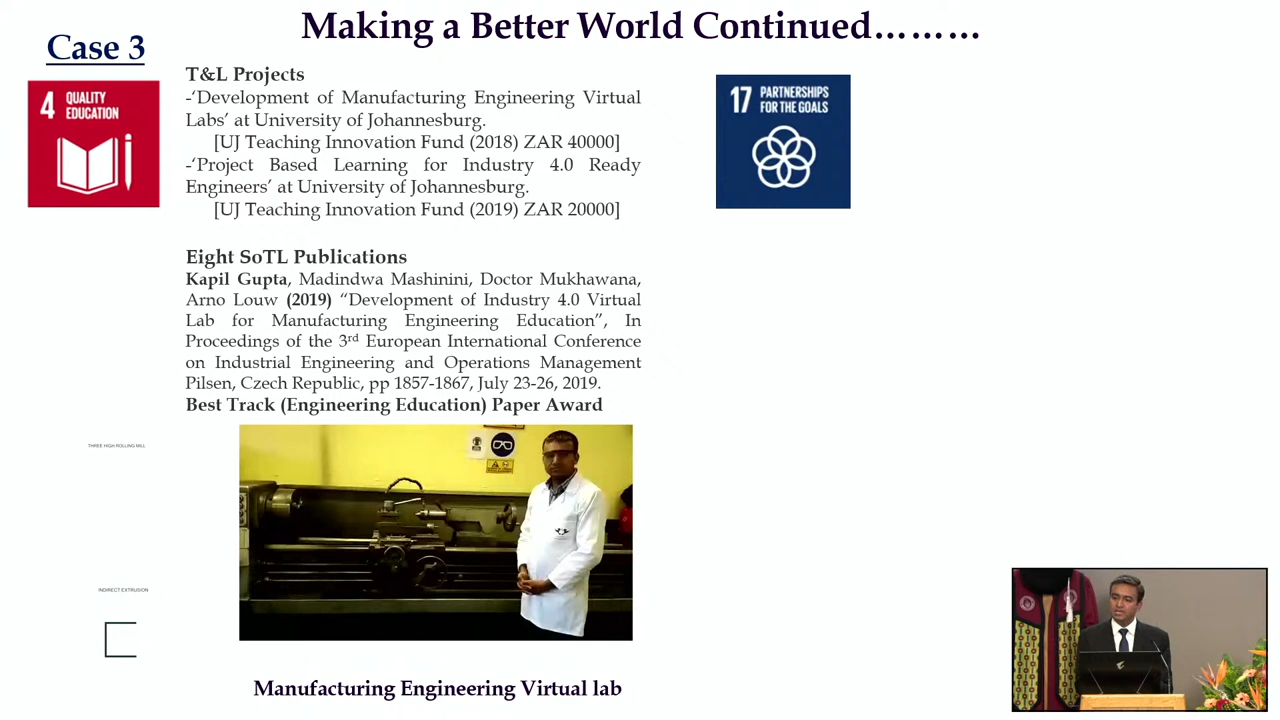 Making a Better World Continued………
Case 3
4 QUALITY
EDUCATION
T&L Projects
-‘Development of Manufacturing Engineering Virtual
Labs’ at University of Johannesburg.
[UJ Teaching Innovation Fund (2018) ZAR 40000]
-‘Project Based Learning for Industry 4.0 Ready
Engineers’ at University of Johannesburg.
[UJ Teaching Innovation Fund (2019) ZAR 20000]
17 PARTNERSHIPS
FOR THE GOALS
Eight SoTL Publications
Kapil Gupta, Madindwa Mashinini, Doctor Mukhawana,
Arno Louw (2019) “Development of Industry 4.0 Virtual
Lab for Manufacturing Engineering Education”, In
Proceedings of the 3rd European International Conference
on Industrial Engineering and Operations Management
Pilsen, Czech Republic, pp 1857-1867, July 23-26, 2019.
Best Track (Engineering Education) Paper Award
THREE HIGH ROLLING MILL
INDIRECT EXTRUSION
Manufacturing Engineering Virtual lab